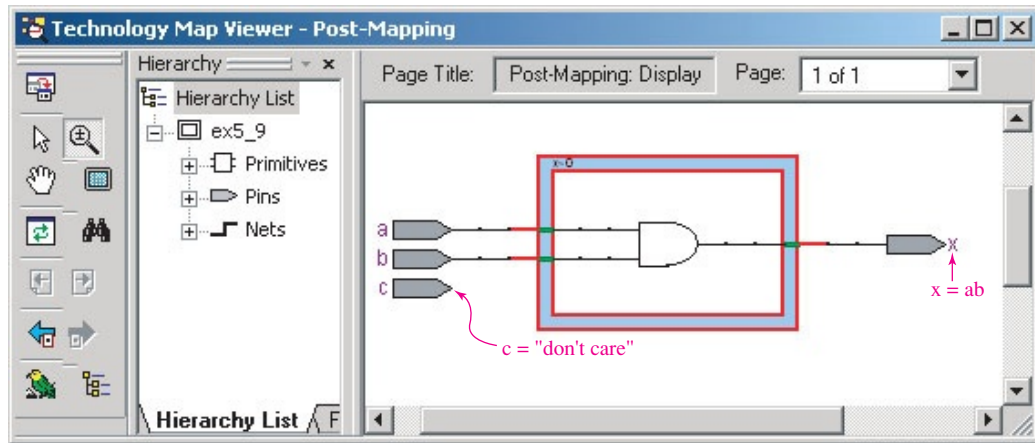 Technology Map Viewer - Post-Mapping
Hierarchy
Hierarchy List
ex5_9
Primitives
Pins
Nets
Hierarchy List
F
Page Title:
Post-Mapping: Display
Page:
1 of 1
x~0
a
b
c
x
x = ab
c = "don't care"